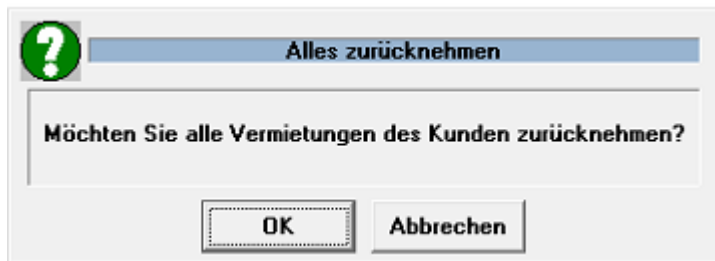 Alles zurücknehmen
Möchten Sie alle Vermietungen des Kunden zurücknehmen?
OK
Abbrechen